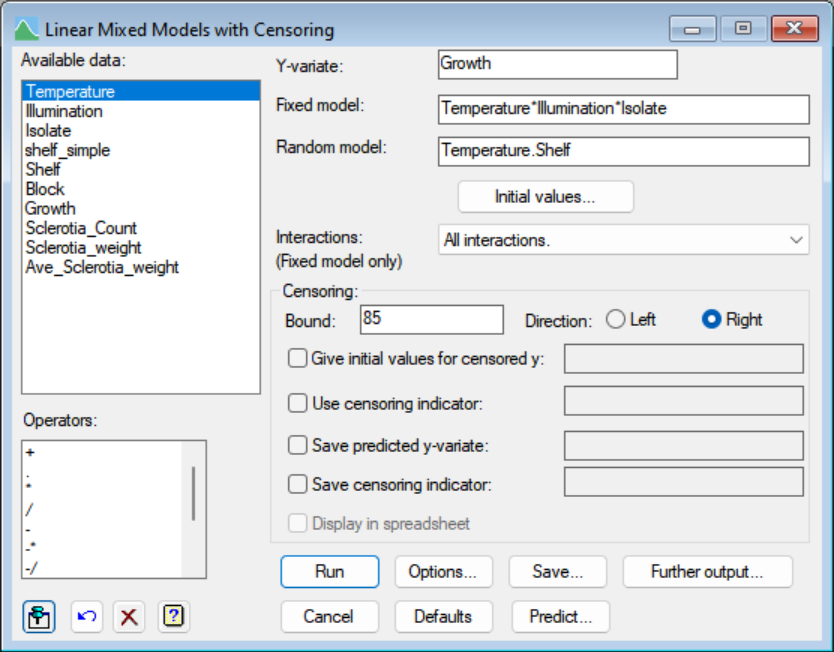 Linear Mixed Models with Censoring
Available data:
Temperature
Illumination
Isolate
shelf_simple
Shelf
Block
Growth
Sclerotia_Count
Sclerotia_weight
Ave_Sclerotia_weight
Operators:
+
.
*
/
-
-*
-/
Y-variate: Growth
Fixed model: Temperature*Illumination*Isolate
Random model: Temperature.Shelf
Initial values...
Interactions: All interactions.
(Fixed model only)
Censoring:
Bound: 85 Direction: Left Right
Give initial values for censored y:
Use censoring indicator:
Save predicted y-variate:
Save censoring indicator:
Display in spreadsheet
Run Options... Save... Further output...
Cancel Defaults Predict...
?